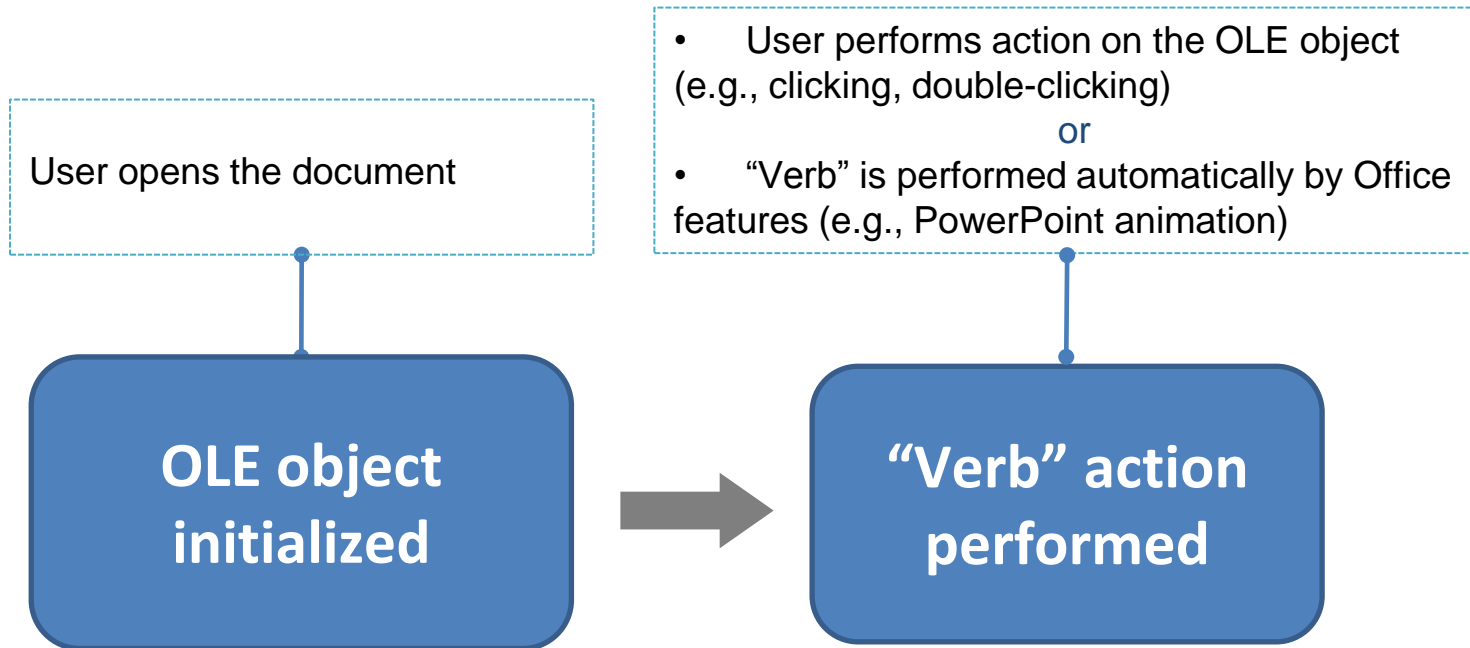 User opens the document
• User performs action on the OLE object
(e.g., clicking, double-clicking)
or
• “Verb” is performed automatically by Office
features (e.g., PowerPoint animation)
OLE object
initialized
“Verb” action
performed